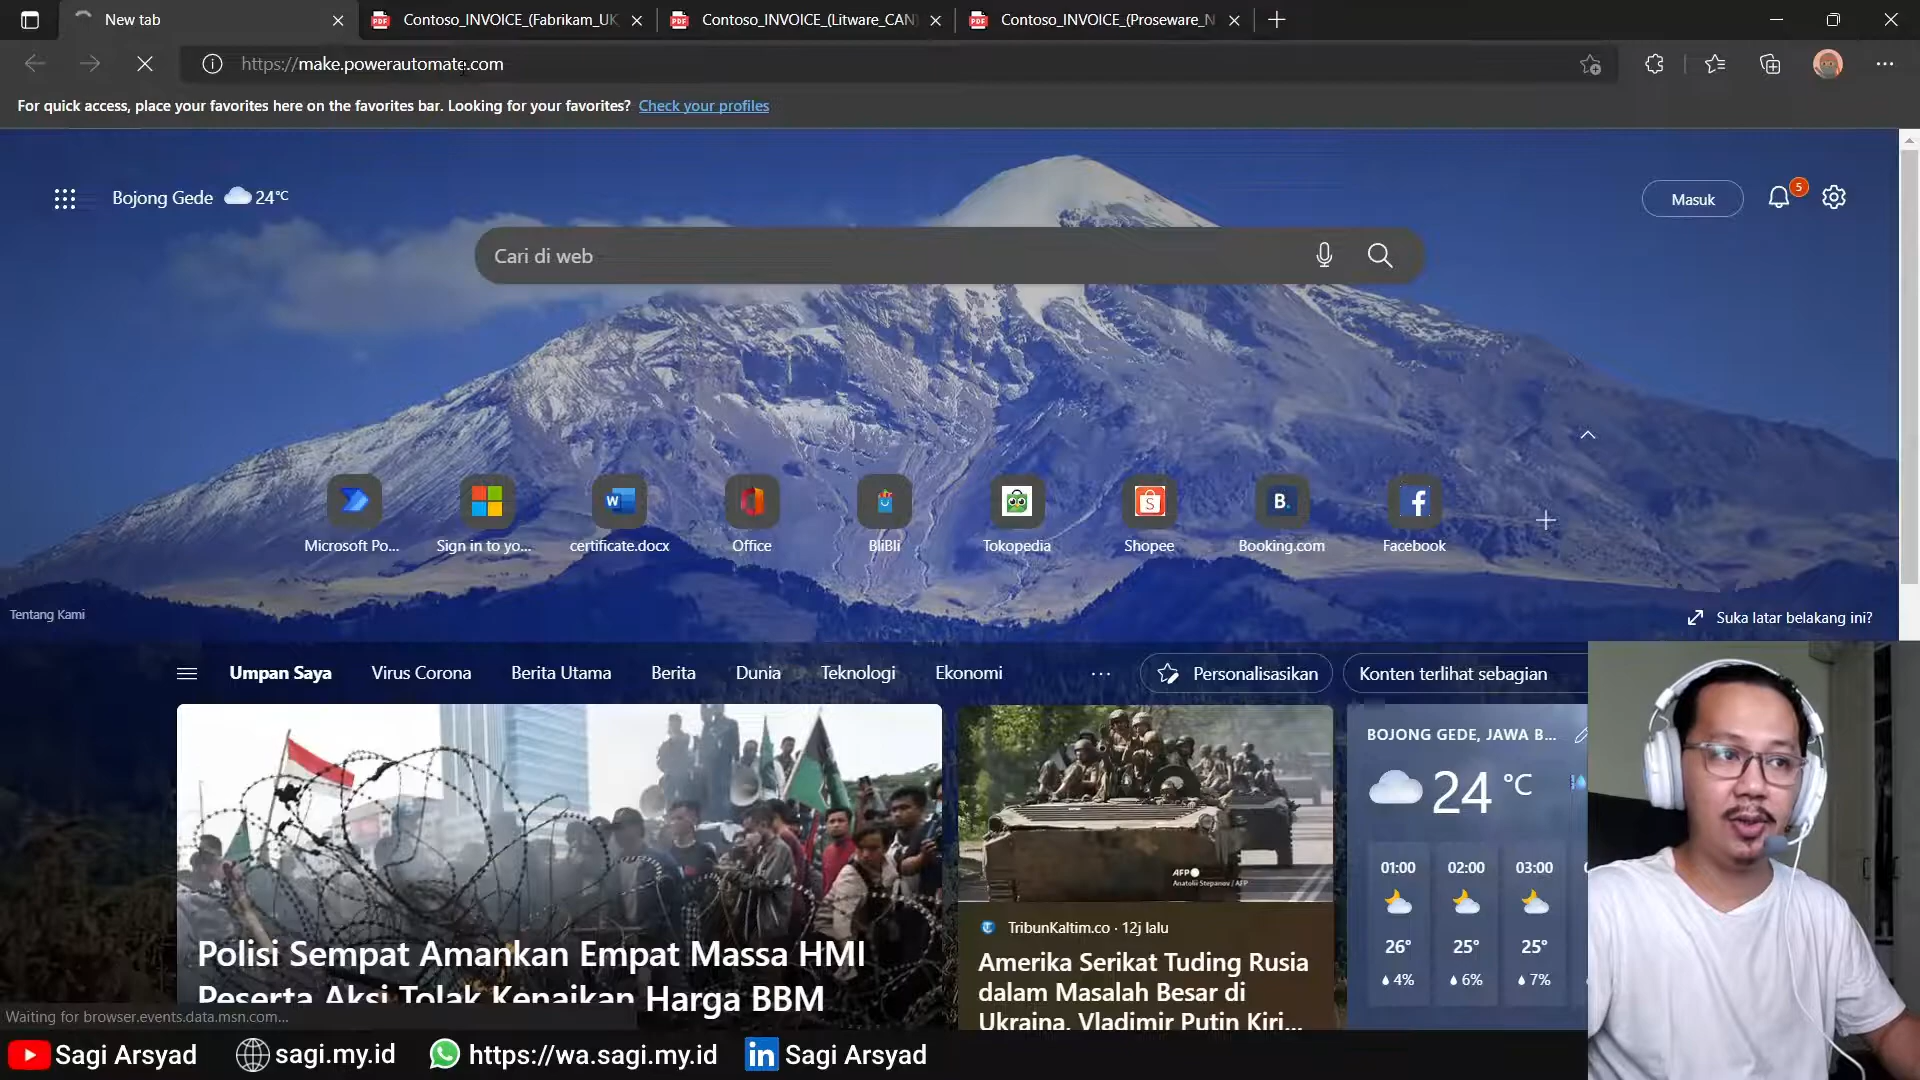 New tab
Contoso_INVOICE_(Fabrikam_UK
Contoso_INVOICE_(Litware_CAN)
Contoso_INVOICE_(Proseware_N
https://make.powerautomate.com
For quick access, place your favorites here on the favorites bar. Looking for your favorites? Check your profiles
Bojong Gede 24°C
Masuk
5
Cari di web
Microsoft Po...
Sign in to yo...
certificate.docx
Office
BliBli
Tokopedia
Shopee
Booking.com
Facebook
Tentang Kami
Suka latar belakang ini?
Umpan Saya
Virus Corona
Berita Utama
Berita
Dunia
Teknologi
Ekonomi
...
Personalisasikan
Konten terlihat sebagian
BOJONG GEDE, JAWA B...
24 °C
01:00 02:00 03:00
26° 25° 25°
4% 6% 7%
AFP
Anatolii Stepanov / AFP
TribunKaltim.co · 12j lalu
Amerika Serikat Tuding Rusia
dalam Masalah Besar di
Ukraina, Vladimir Putin Kiri...
Polisi Sempat Amankan Empat Massa HMI
Peserta Aksi Tolak Kenaikan Harga BBM
Waiting for browser.events.data.msn.com...
Sagi Arsyad
sagi.my.id
https://wa.sagi.my.id
Sagi Arsyad